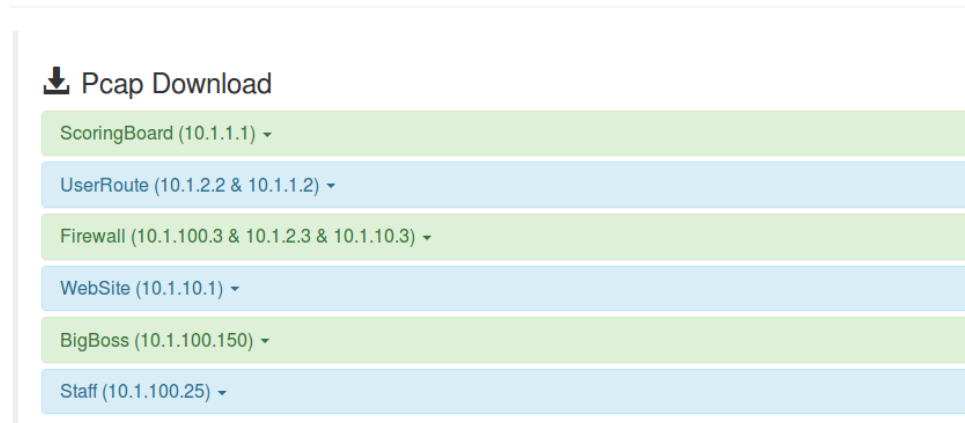 Pcap Download
ScoringBoard (10.1.1.1)
UserRoute (10.1.2.2 & 10.1.1.2)
Firewall (10.1.100.3 & 10.1.2.3 & 10.1.10.3)
WebSite (10.1.10.1)
BigBoss (10.1.100.150)
Staff (10.1.100.25)